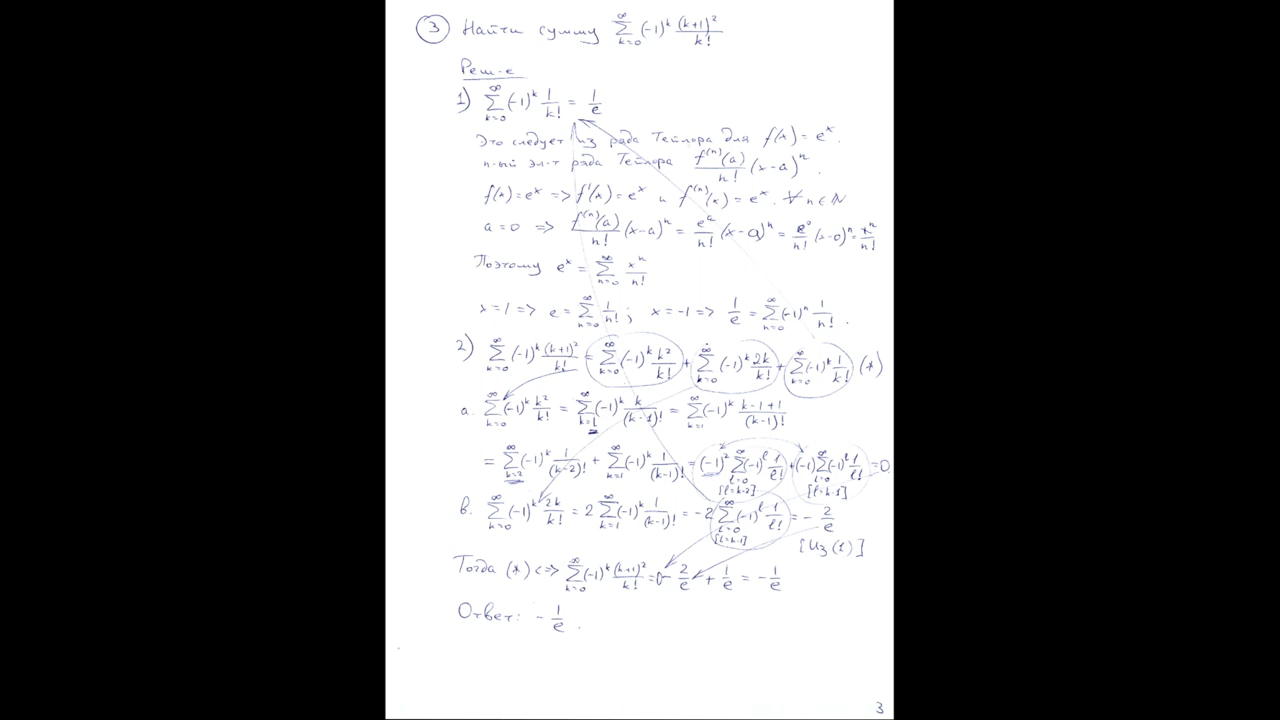 ③ Найти сумму ∑_{k=0}^{∞} (-1)^k (k+1)²/k!
Реш-е
1) ∑_{k=0}^{∞} (-1)^k 1/k! = 1/e
Это следует из ряда Тейлора для f(x) = e^x.
n-ый эл-т ряда Тейлора f^(n)(a)/n! (x-a)^n.
f(x) = e^x => f'(x) = e^x и f^(n)(x) = e^x. ∀ n ∈ ℕ
a = 0 => f^(n)(a)/n! (x-a)^n = e^a/n! (x-a)^n = e^0/n! (x-0)^n = x^n/n!
Поэтому e^x = ∑_{n=0}^{∞} x^n/n!
x = 1 => e = ∑_{n=0}^{∞} 1/n! ; x = -1 => 1/e = ∑_{n=0}^{∞} (-1)^n 1/n! .
2) ∑_{k=0}^{∞} (-1)^k (k+1)²/k! = ∑_{k=0}^{∞} (-1)^k k²/k! + ∑_{k=0}^{∞} (-1)^k 2k/k! + ∑_{k=0}^{∞} (-1)^k 1/k! (*)
a. ∑_{k=0}^{∞} (-1)^k k²/k! = ∑_{k=1}^{∞} (-1)^k k/(k-1)! = ∑_{k=1}^{∞} (-1)^k (k-1+1)/(k-1)!
= ∑_{k=2}^{∞} (-1)^k 1/(k-2)! + ∑_{k=1}^{∞} (-1)^k 1/(k-1)! = (-1)² ∑_{l=0}^{∞} (-1)^l 1/l! + (-1) ∑_{l=0}^{∞} (-1)^l 1/l! = 0
[l=k-2] [l=k-1]
в. ∑_{k=0}^{∞} (-1)^k 2k/k! = 2 ∑_{k=1}^{∞} (-1)^k 1/(k-1)! = -2 ∑_{l=0}^{∞} (-1)^l 1/l! = - 2/e
[l=k-1] [Из (1)]
Тогда (*) <=> ∑_{k=0}^{∞} (-1)^k (k+1)²/k! = 0 - 2/e + 1/e = - 1/e
Ответ: - 1/e .
3